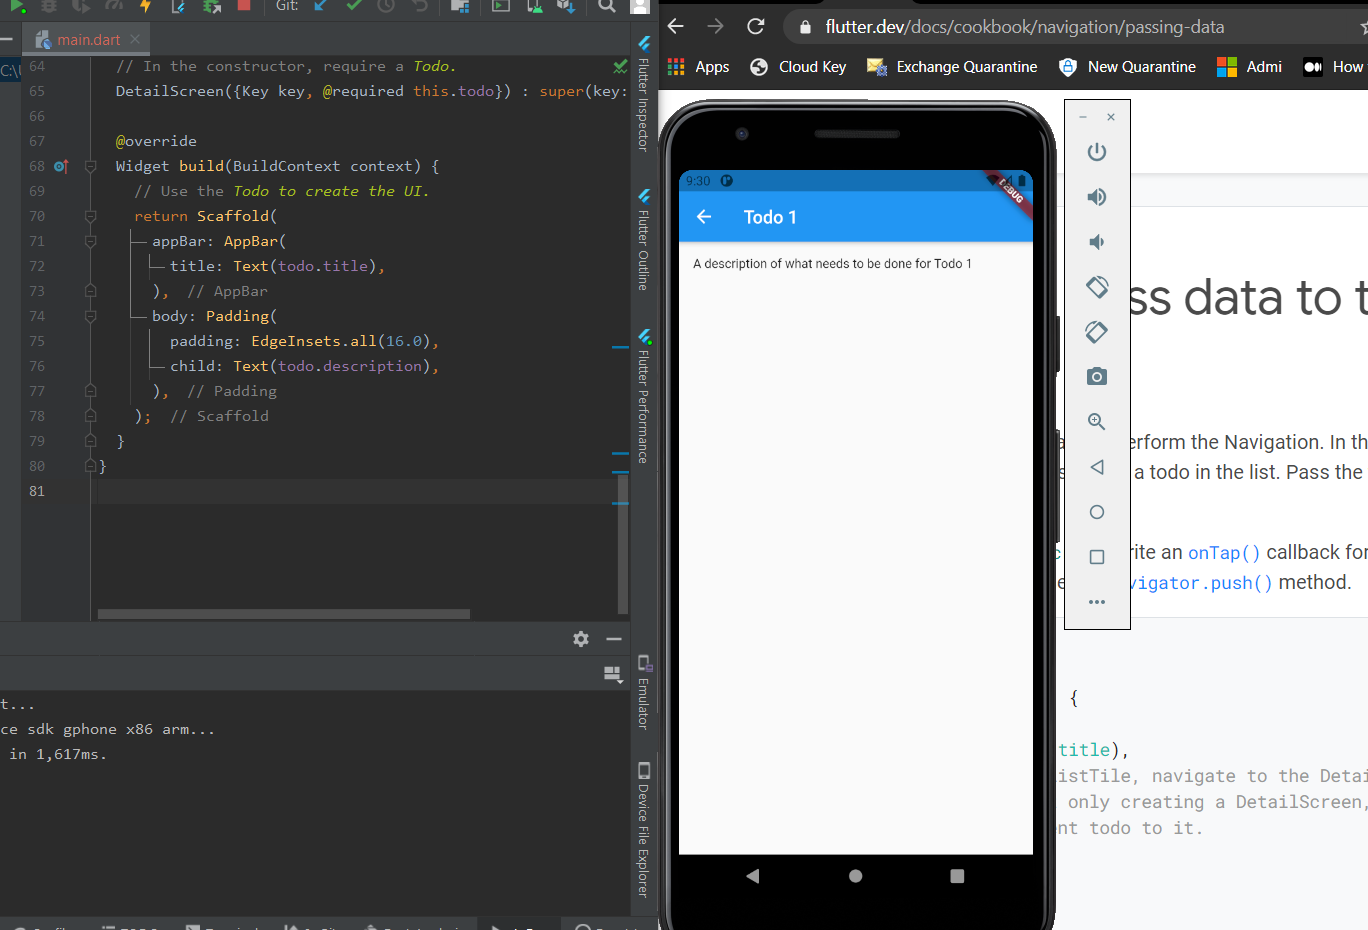 Git:
main.dart
C:\
64 // In the constructor, require a Todo.
65 DetailScreen({Key key, @required this.todo}) : super(key:
66
67 @override
68 Widget build(BuildContext context) {
69 // Use the Todo to create the UI.
70 return Scaffold(
71 appBar: AppBar(
72 title: Text(todo.title),
73 ), // AppBar
74 body: Padding(
75 padding: EdgeInsets.all(16.0),
76 child: Text(todo.description),
77 ), // Padding
78 ); // Scaffold
79 }
80 }
81
t...
ce sdk gphone x86 arm...
in 1,617ms.
Flutter Inspector
Flutter Outline
Flutter Performance
Emulator
Device File Explorer
flutter.dev/docs/cookbook/navigation/passing-data
Apps Cloud Key Exchange Quarantine New Quarantine Admi How
9:30
DEBUG
Todo 1
A description of what needs to be done for Todo 1
ss data to t
erform the Navigation. In th
a todo in the list. Pass the
rite an onTap() callback for
vigator.push() method.
{
title),
istTile, navigate to the Detai
only creating a DetailScreen,
nt todo to it.